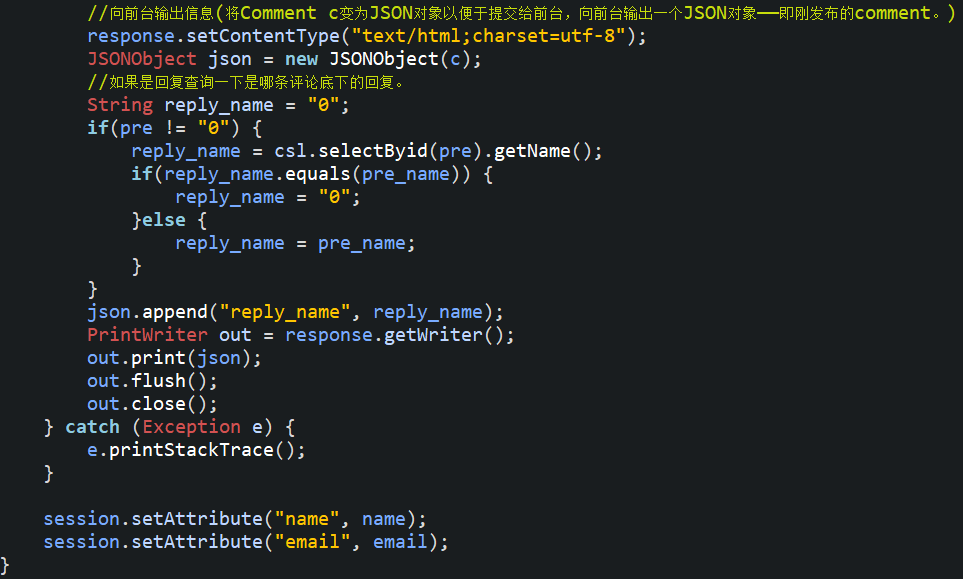 //向前台输出信息(将Comment c变为JSON对象以便于提交给前台，向前台输出一个JSON对象——即刚发布的comment。)
response.setContentType("text/html;charset=utf-8");
JSONObject json = new JSONObject(c);
//如果是回复查询一下是哪条评论底下的回复。
String reply_name = "0";
if(pre != "0") {
reply_name = csl.selectByid(pre).getName();
if(reply_name.equals(pre_name)) {
reply_name = "0";
}else {
reply_name = pre_name;
}
}
json.append("reply_name", reply_name);
PrintWriter out = response.getWriter();
out.print(json);
out.flush();
out.close();
} catch (Exception e) {
e.printStackTrace();
}
session.setAttribute("name", name);
session.setAttribute("email", email);
}